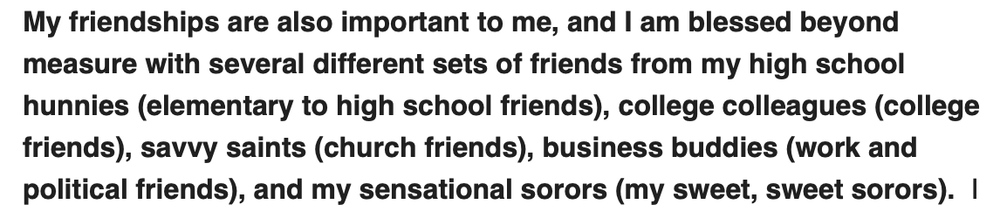 My friendships are also important to me, and I am blessed beyond
measure with several different sets of friends from my high school
hunnies (elementary to high school friends), college colleagues (college
friends), savvy saints (church friends), business buddies (work and
political friends), and my sensational sorors (my sweet, sweet sorors).  I